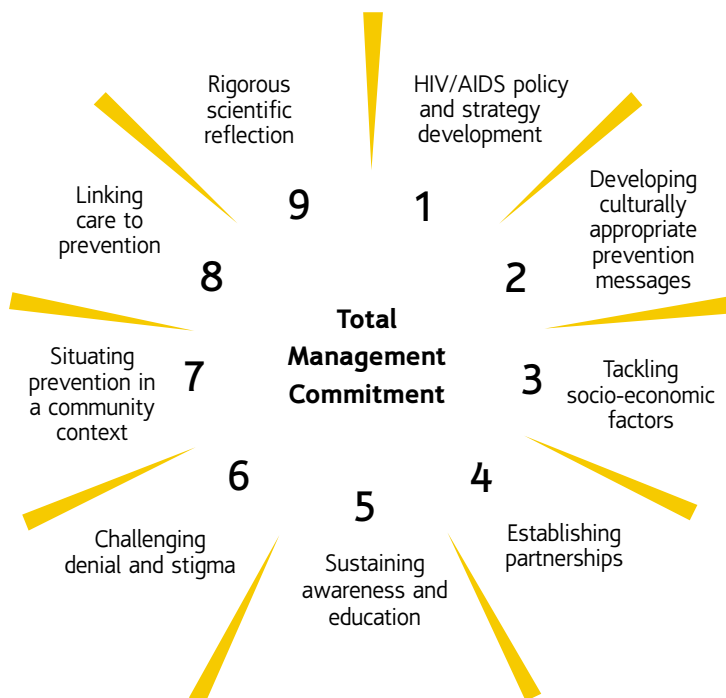 Total
Management
Commitment
1
HIV/AIDS policy
and strategy
development
2
Developing
culturally
appropriate
prevention
messages
3
Tackling
socio-economic
factors
4
Establishing
partnerships
5
Sustaining
awareness and
education
6
Challenging
denial and stigma
7
Situating
prevention in
a community
context
8
Linking
care to
prevention
9
Rigorous
scientific
reflection